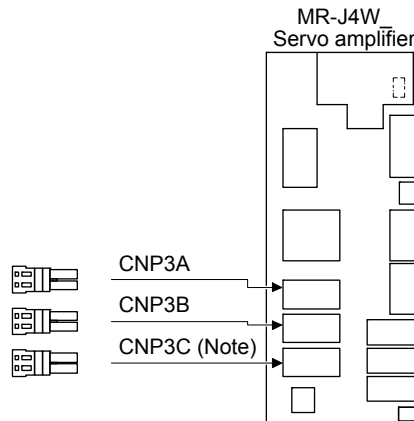 MR-J4W_
Servo amplifier
CNP3A
CNP3B
CNP3C (Note)